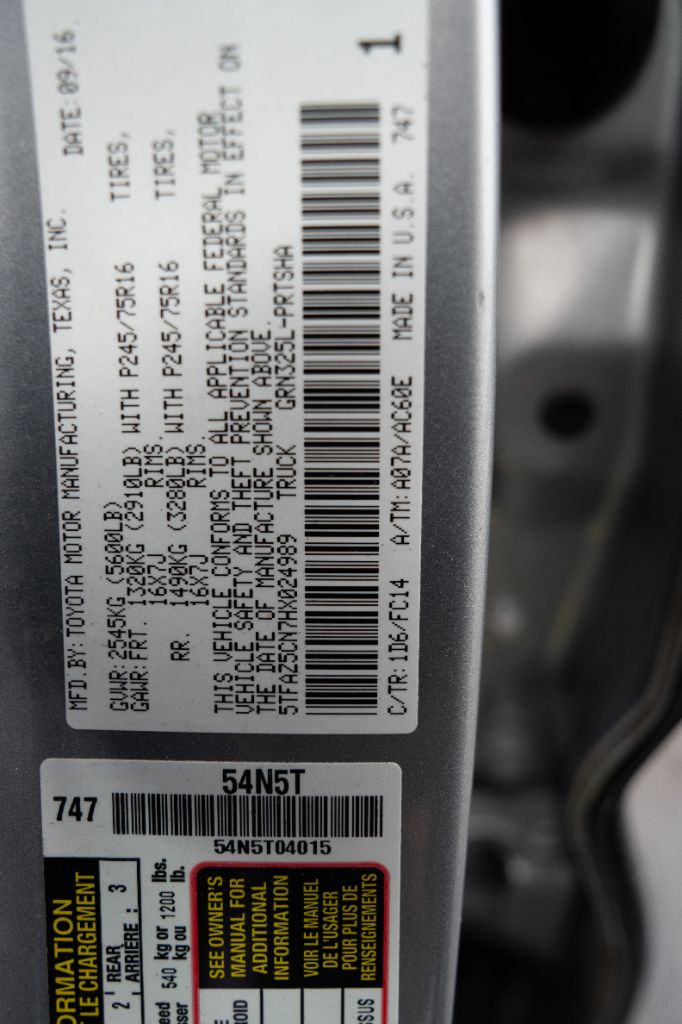 MFD.BY:TOYOTA MOTOR MANUFACTURING, TEXAS, INC. DATE:09/16
GVWR:2545KG (5600LB)
GAWR:FRT. 1320KG (2910LB) WITH P245/75R16 TIRES,
16X7J RIMS.
RR. 1490KG (3280LB) WITH P245/75R16 TIRES,
16X7J RIMS.
THIS VEHICLE CONFORMS TO ALL APPLICABLE FEDERAL MOTOR
VEHICLE SAFETY AND THEFT PREVENTION STANDARDS IN EFFECT ON
THE DATE OF MANUFACTURE SHOWN ABOVE.
5TFAZ5CN7HX024989 TRUCK GRN325L-PRTSHA
1
C/TR:1D6/FC14 A/TM:A07A/AC60E MADE IN U.S.A. 747
54N5T
747
54N5T04015
LE CHARGEMENT
2 REAR
ARRIÈRE : 3
540 kg or 1200 lbs.
kg ou lb.
SEE OWNER'S
MANUAL FOR
ADDITIONAL
INFORMATION
VOIR LE MANUEL
DE L'USAGER
POUR PLUS DE
RENSEIGNEMENTS